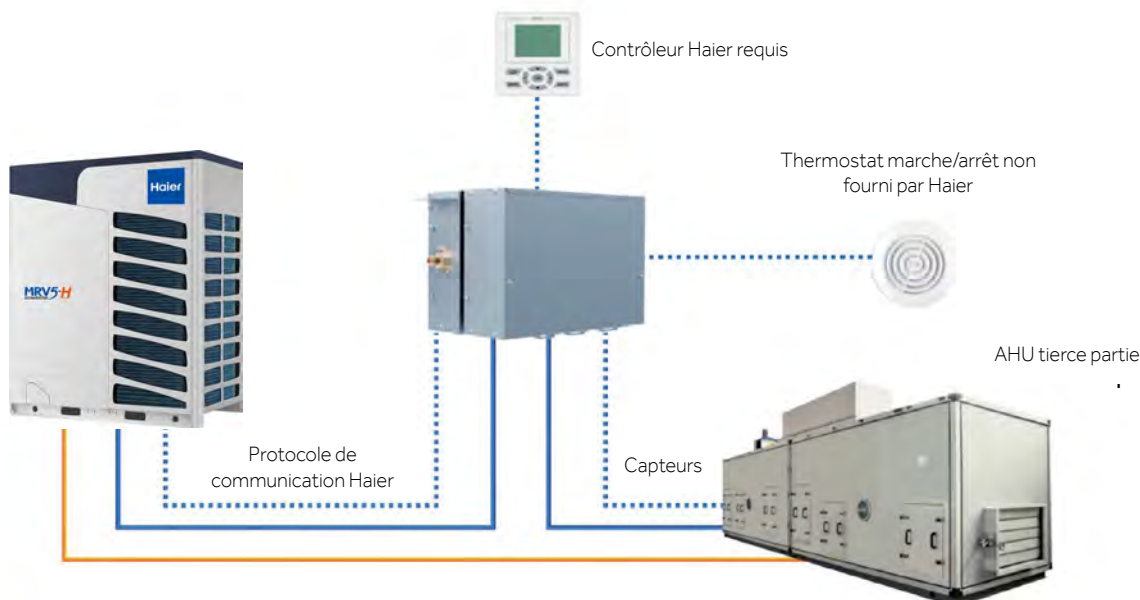 Contrôleur Haier requis
Thermostat marche/arrêt non
fourni par Haier
Haier
MRV5-H
AHU tierce partie
Protocole de
communication Haier
Capteurs